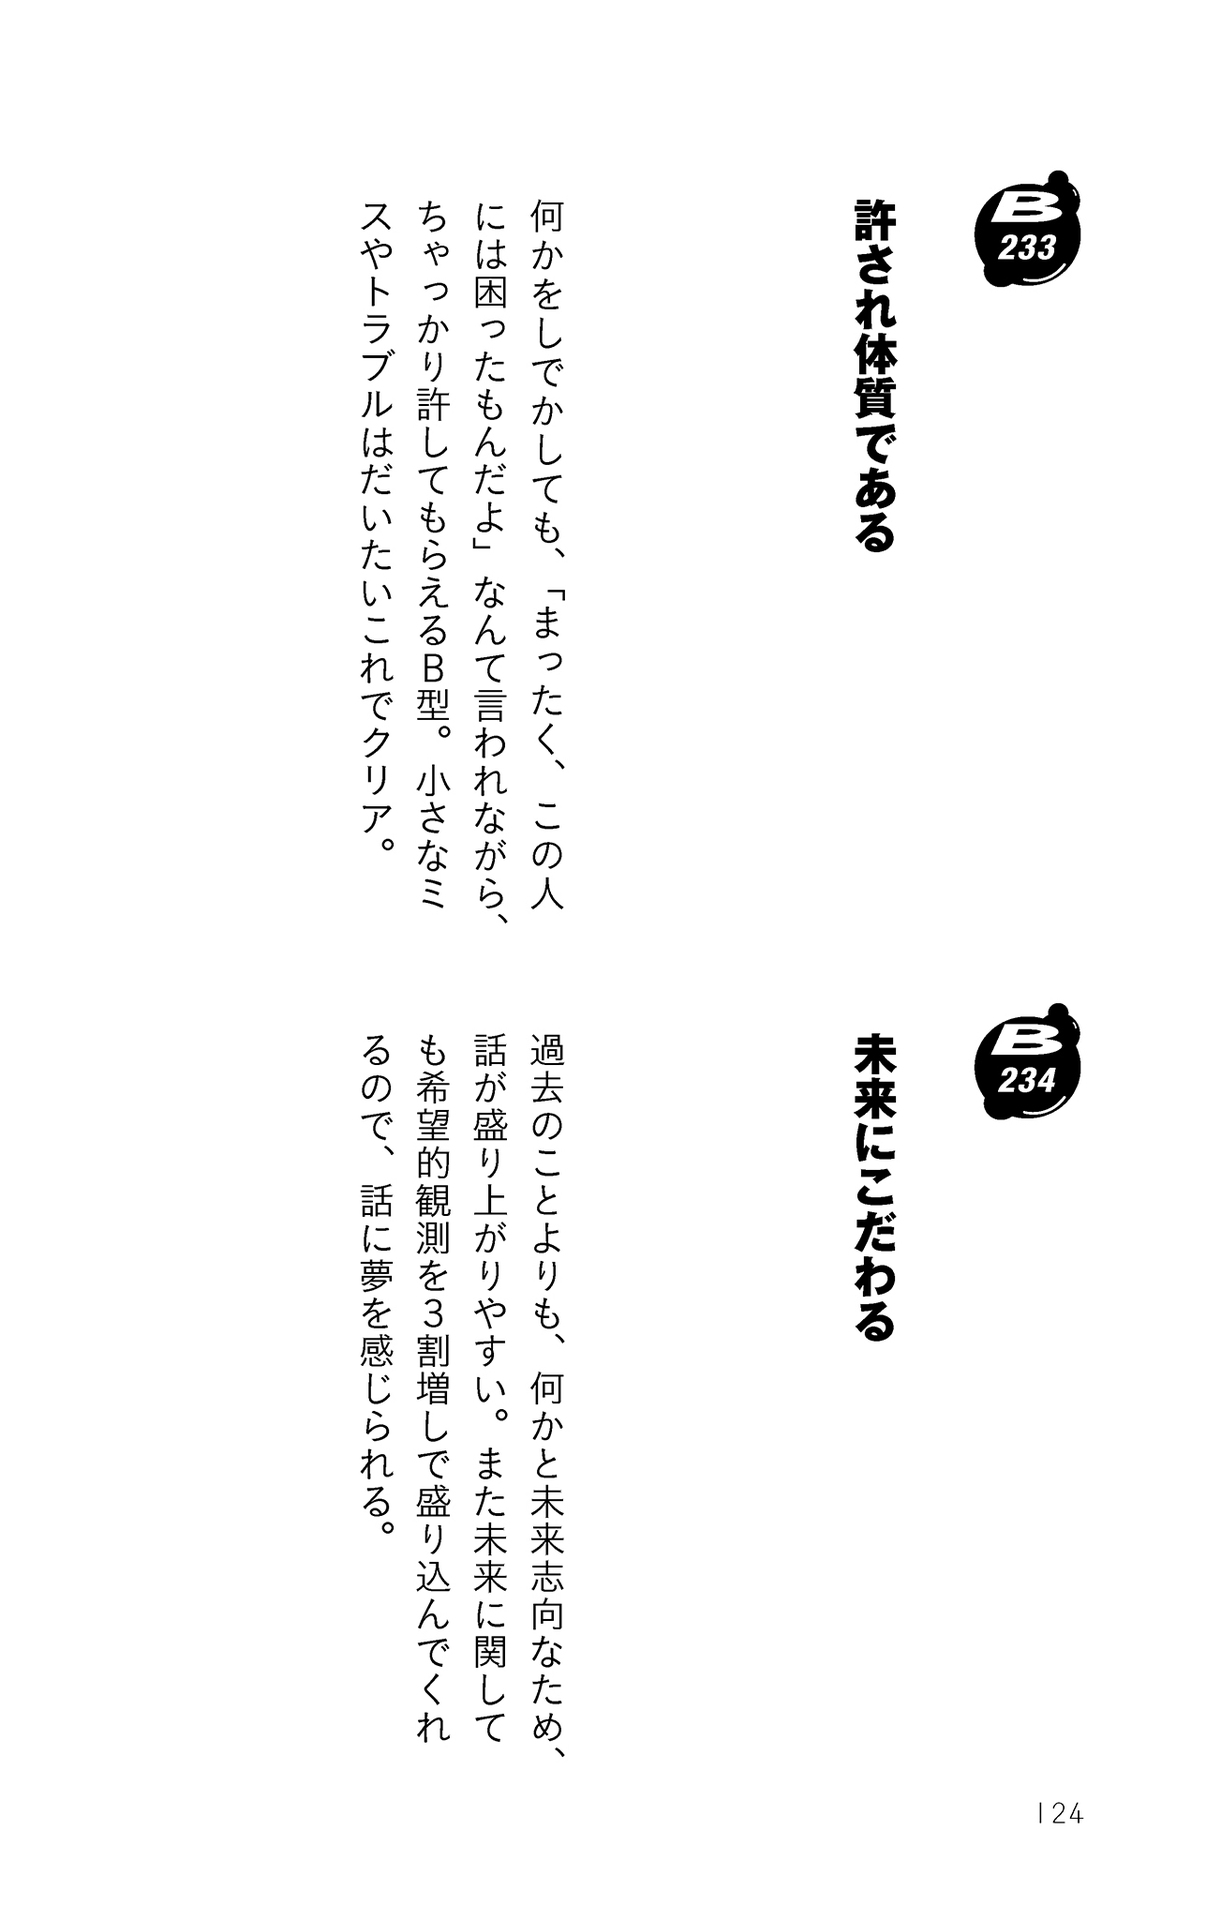 B
233
許され体質である
何かをしでかしても、「まったく、この人
には困ったもんだよ」なんて言われながら、
ちゃっかり許してもらえるB型。小さなミ
スやトラブルはだいたいこれでクリア。
B
234
未来にこだわる
過去のことよりも、何かと未来志向なため、
話が盛り上がりやすい。また未来に関して
も希望的観測を3割増しで盛り込んでくれ
るので、話に夢を感じられる。
124